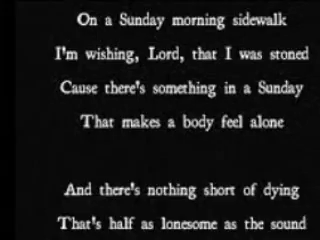 On a Sunday morning sidewalk
I'm wishing, Lord, that I was stoned
Cause there's something in a Sunday
That makes a body feel alone
And there's nothing short of dying
That's half as lonesome as the sound